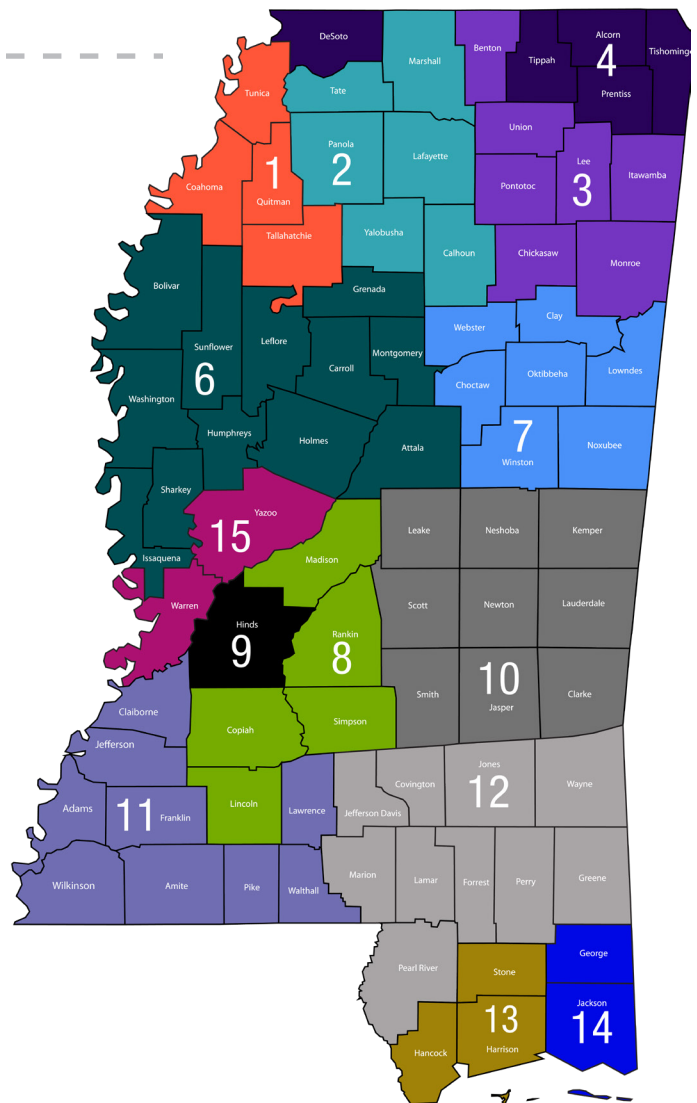 DeSoto
Marshall
Benton
Tippah
Alcorn
4
Tishomingo
Prentiss
Tunica
Tate
Union
Lee
3
Itawamba
Panola
2
Lafayette
Pontotoc
1
Quitman
Coahoma
Tallahatchie
Yalobusha
Calhoun
Chickasaw
Monroe
Bolivar
Grenada
Sunflower
6
Leflore
Carroll
Montgomery
Webster
Clay
Choctaw
Oktibbeha
Lowndes
Washington
Humphreys
Holmes
Attala
7
Winston
Noxubee
Sharkey
Issaquena
Yazoo
15
Madison
Leake
Neshoba
Kemper
Warren
Hinds
9
Rankin
8
Scott
Newton
Lauderdale
Smith
10
Jasper
Clarke
Claiborne
Copiah
Simpson
Jefferson
Adams
11
Franklin
Lincoln
Lawrence
Jefferson Davis
Covington
Jones
12
Wayne
Wilkinson
Amite
Pike
Walthall
Marion
Lamar
Forrest
Perry
Greene
Pearl River
Stone
George
Hancock
13
Harrison
Jackson
14